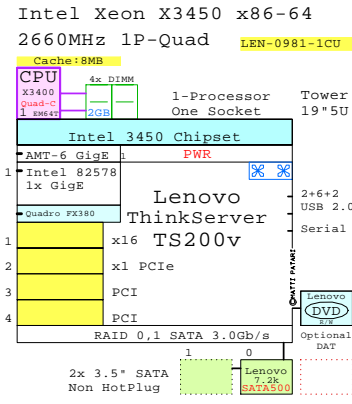 Intel Xeon X3450 x86-64
2660MHz 1P-Quad
LEN-0981-1CU
Cache:8MB
CPU
X3400
Quad-C
1 EM64T
4x DIMM
2GB
1-Processor
One Socket
Tower
19"5U
Intel 3450 Chipset
AMT-6 GigE
1
PWR
1
Intel 82578
1x GigE
Quadro FX380
Lenovo
ThinkServer
TS200v
2+6+2
USB 2.0
Serial
1
x16
2
x1 PCIe
3
PCI
4
PCI
©MATTI PATARI
RAID 0,1 SATA 3.0Gb/s
Lenovo
DVD
R/W
Optional
DAT
1
0
2x 3.5" SATA
Non HotPlug
Lenovo
7.2k
SATA500